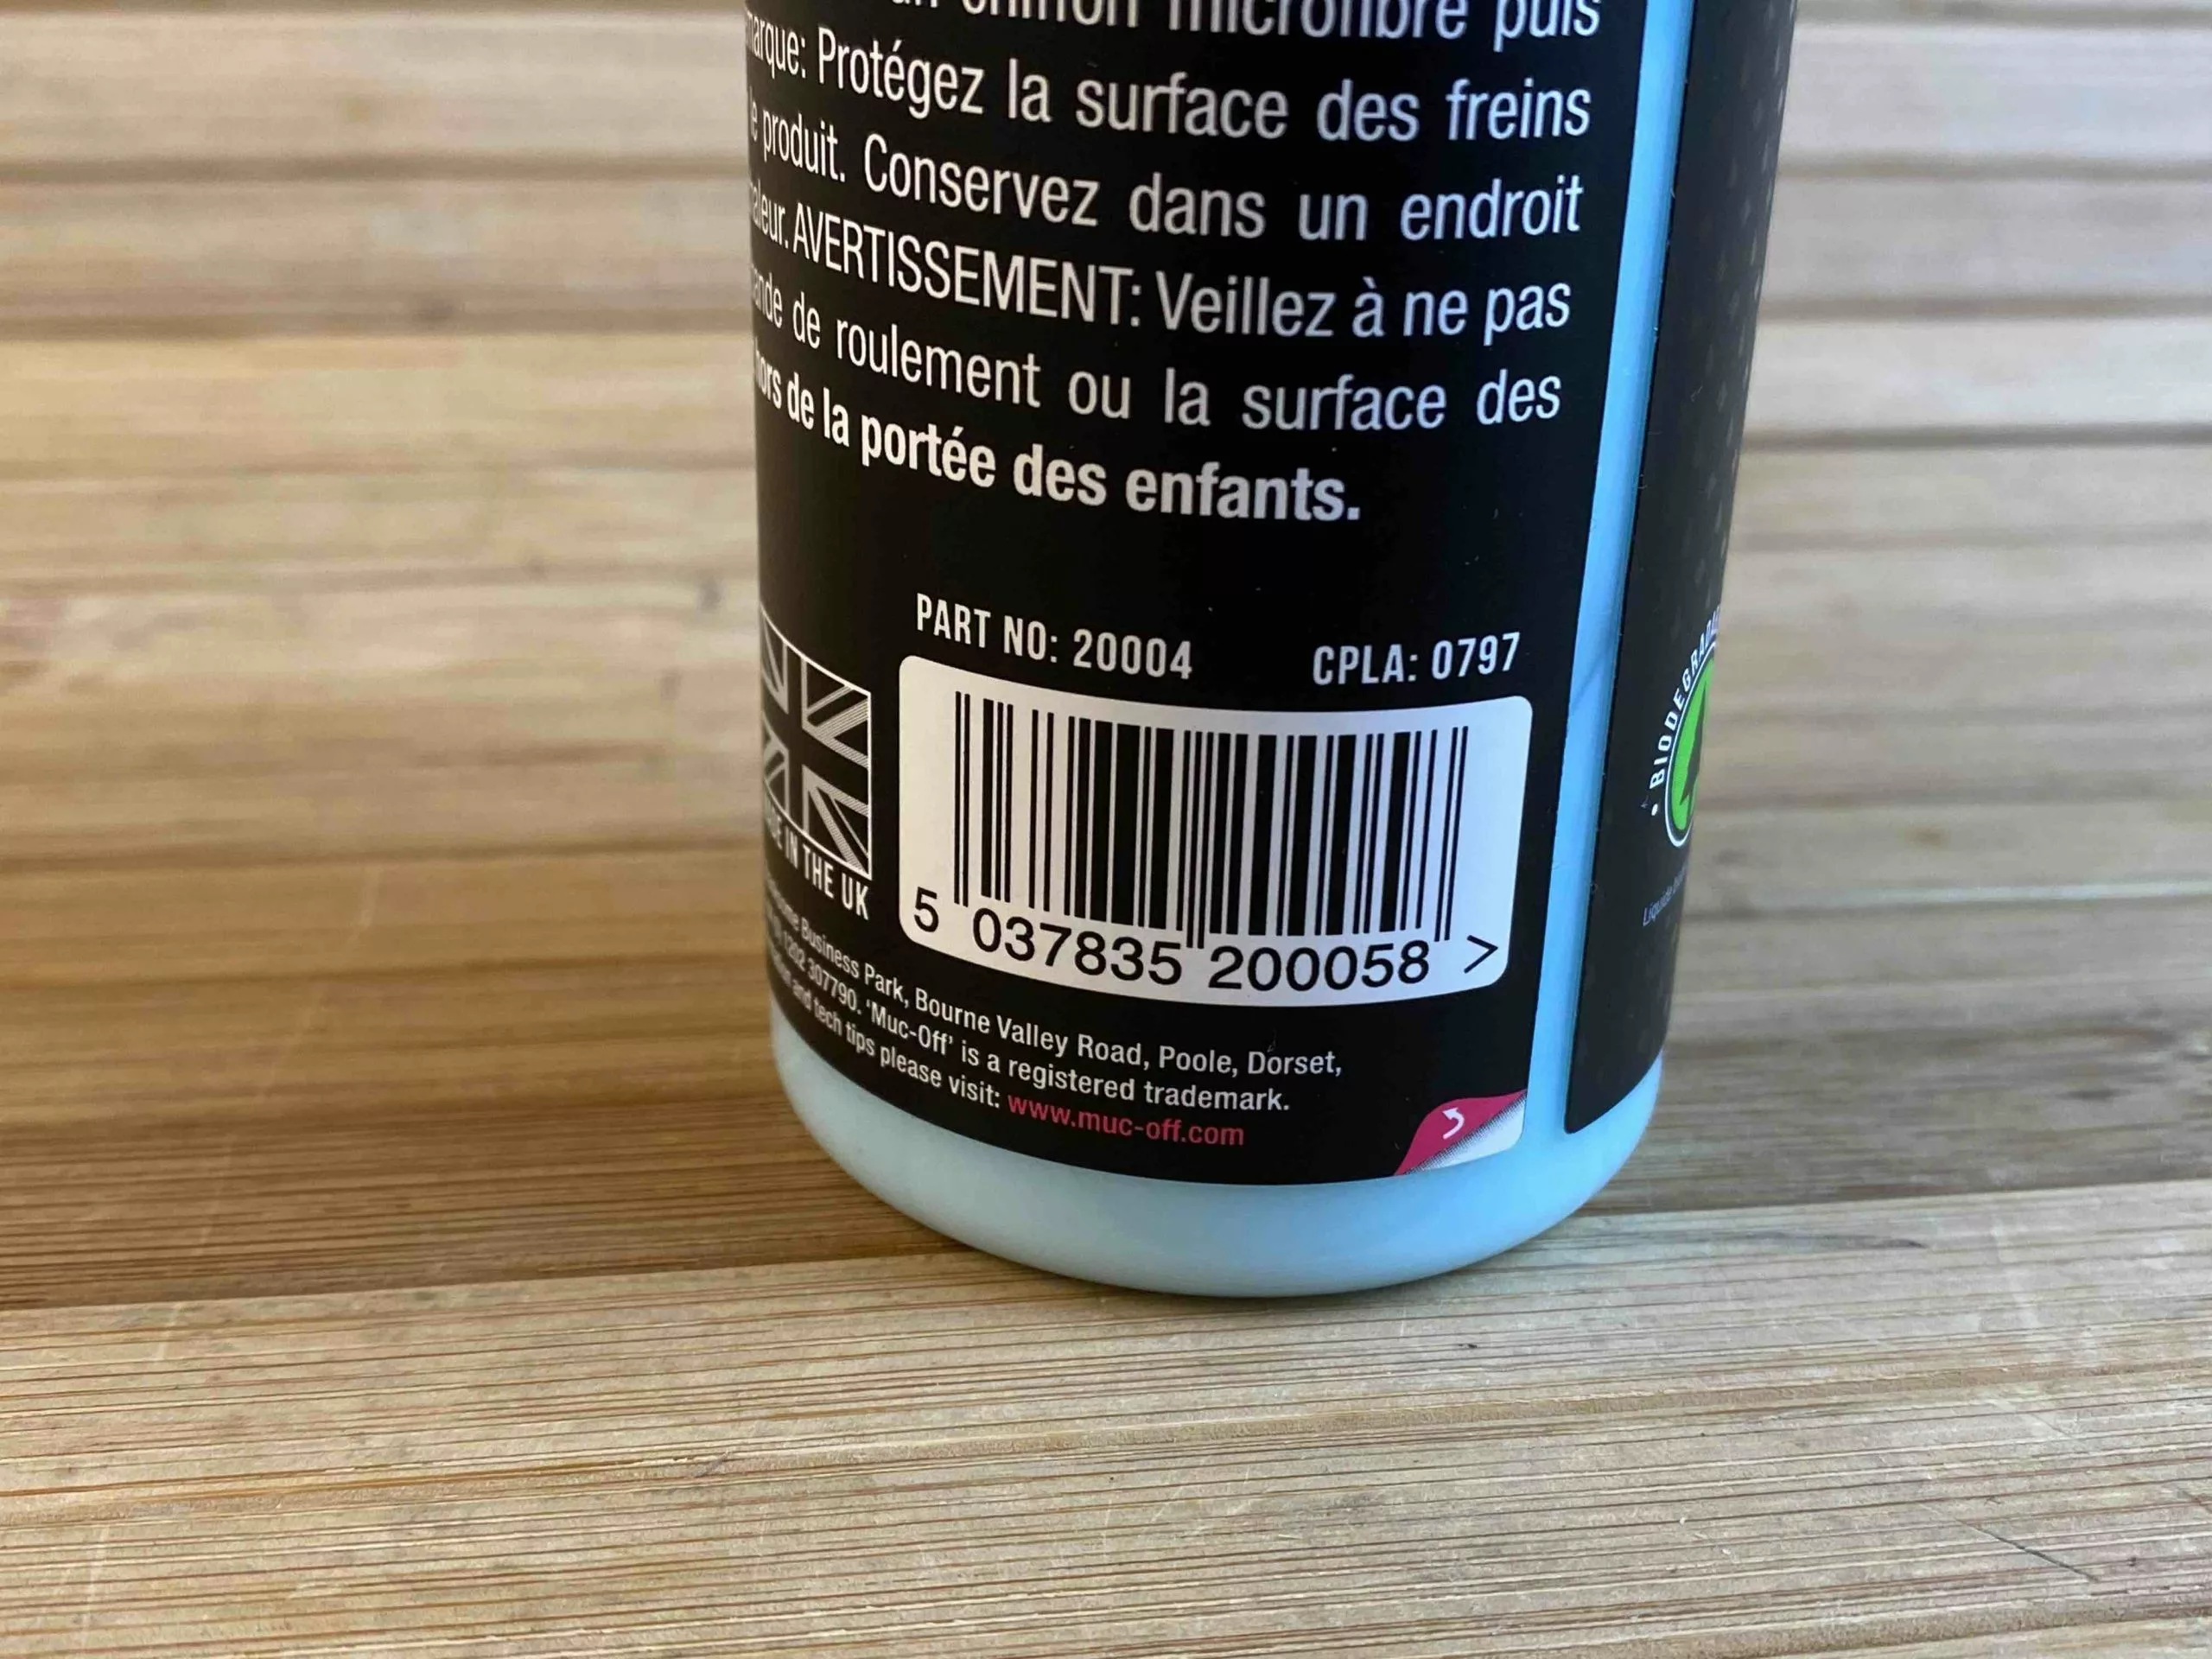 chiffon microfibre puis
Protégez la surface des freins
produit. Conservez dans un endroit
AVERTISSEMENT: Veillez à ne pas
de roulement ou la surface des
hors de la portée des enfants.
PART NO: 20004 CPLA: 0797
IN THE UK
5 037835 200058 >
Business Park, Bourne Valley Road, Poole, Dorset,
1202 307790. 'Muc-Off' is a registered trademark.
and tech tips please visit: www.muc-off.com